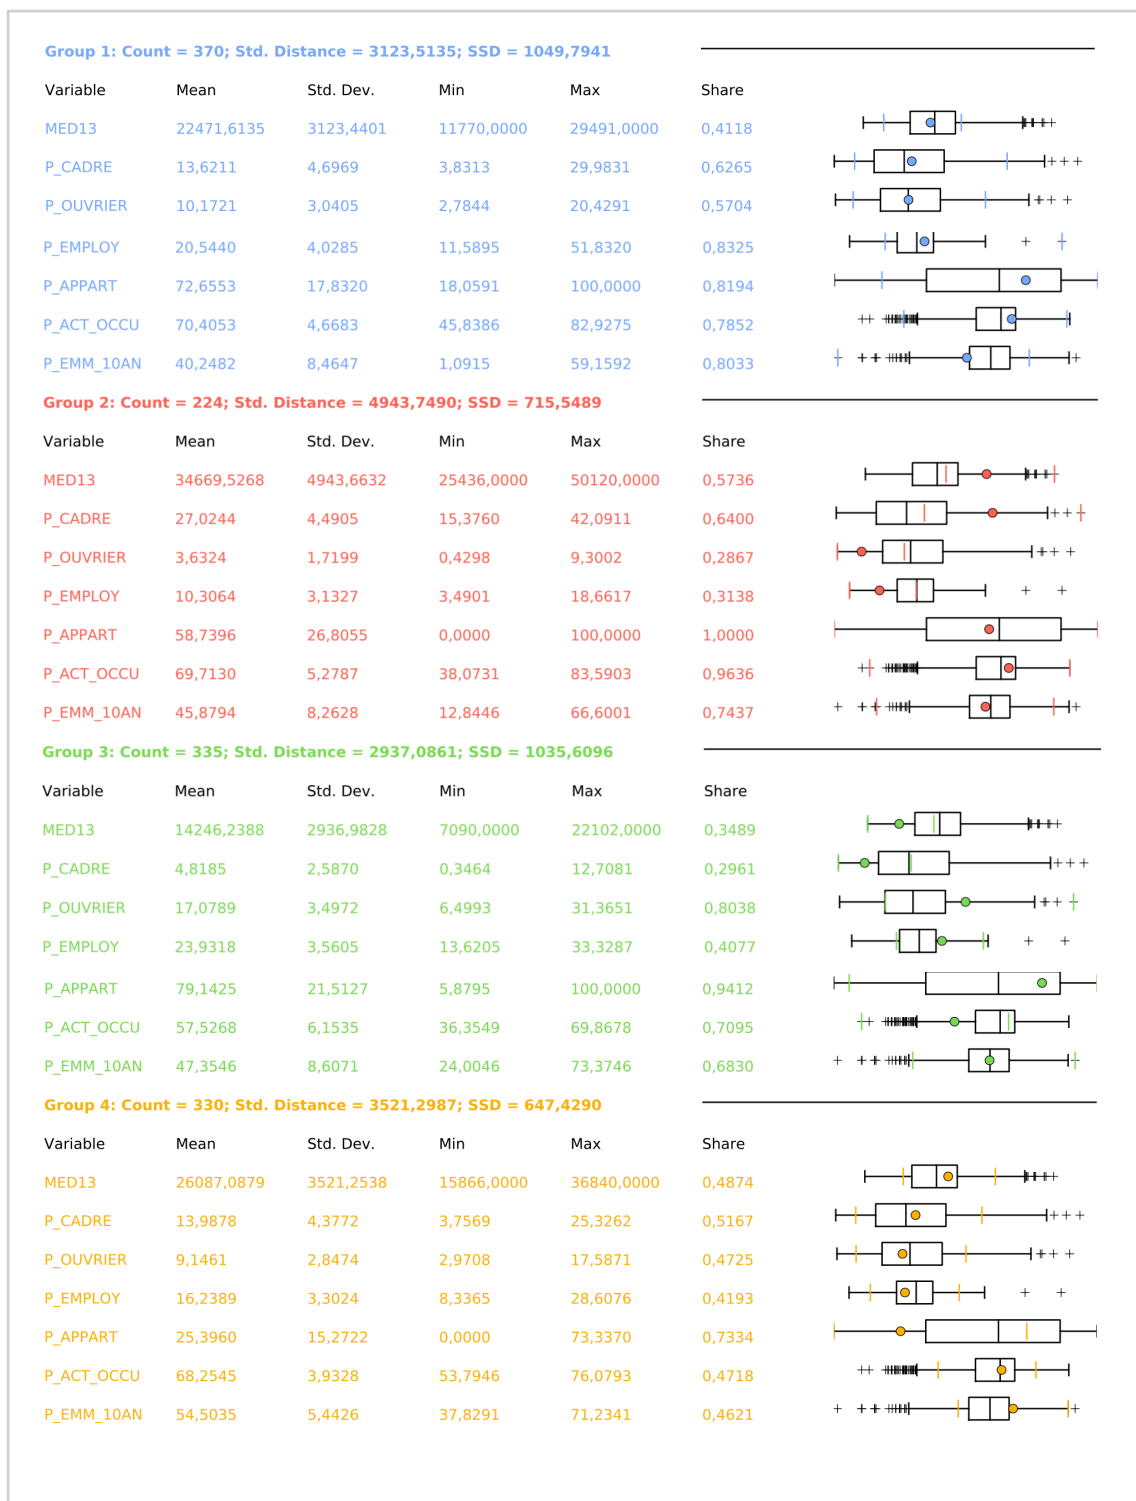 Group 1: Count = 370; Std. Distance = 3123,5135; SSD = 1049,7941
Variable Mean Std. Dev. Min Max Share
MED13 22471,6135 3123,4401 11770,0000 29491,0000 0,4118
P_CADRE 13,6211 4,6969 3,8313 29,9831 0,6265
P_OUVRIER 10,1721 3,0405 2,7844 20,4291 0,5704
P_EMPLOY 20,5440 4,0285 11,5895 51,8320 0,8325
P_APPART 72,6553 17,8320 18,0591 100,0000 0,8194
P_ACT_OCCU 70,4053 4,6683 45,8386 82,9275 0,7852
P_EMM_10AN 40,2482 8,4647 1,0915 59,1592 0,8033
Group 2: Count = 224; Std. Distance = 4943,7490; SSD = 715,5489
Variable Mean Std. Dev. Min Max Share
MED13 34669,5268 4943,6632 25436,0000 50120,0000 0,5736
P_CADRE 27,0244 4,4905 15,3760 42,0911 0,6400
P_OUVRIER 3,6324 1,7199 0,4298 9,3002 0,2867
P_EMPLOY 10,3064 3,1327 3,4901 18,6617 0,3138
P_APPART 58,7396 26,8055 0,0000 100,0000 1,0000
P_ACT_OCCU 69,7130 5,2787 38,0731 83,5903 0,9636
P_EMM_10AN 45,8794 8,2628 12,8446 66,6001 0,7437
Group 3: Count = 335; Std. Distance = 2937,0861; SSD = 1035,6096
Variable Mean Std. Dev. Min Max Share
MED13 14246,2388 2936,9828 7090,0000 22102,0000 0,3489
P_CADRE 4,8185 2,5870 0,3464 12,7081 0,2961
P_OUVRIER 17,0789 3,4972 6,4993 31,3651 0,8038
P_EMPLOY 23,9318 3,5605 13,6205 33,3287 0,4077
P_APPART 79,1425 21,5127 5,8795 100,0000 0,9412
P_ACT_OCCU 57,5268 6,1535 36,3549 69,8678 0,7095
P_EMM_10AN 47,3546 8,6071 24,0046 73,3746 0,6830
Group 4: Count = 330; Std. Distance = 3521,2987; SSD = 647,4290
Variable Mean Std. Dev. Min Max Share
MED13 26087,0879 3521,2538 15866,0000 36840,0000 0,4874
P_CADRE 13,9878 4,3772 3,7569 25,3262 0,5167
P_OUVRIER 9,1461 2,8474 2,9708 17,5871 0,4725
P_EMPLOY 16,2389 3,3024 8,3365 28,6076 0,4193
P_APPART 25,3960 15,2722 0,0000 73,3370 0,7334
P_ACT_OCCU 68,2545 3,9328 53,7946 76,0793 0,4718
P_EMM_10AN 54,5035 5,4426 37,8291 71,2341 0,4621